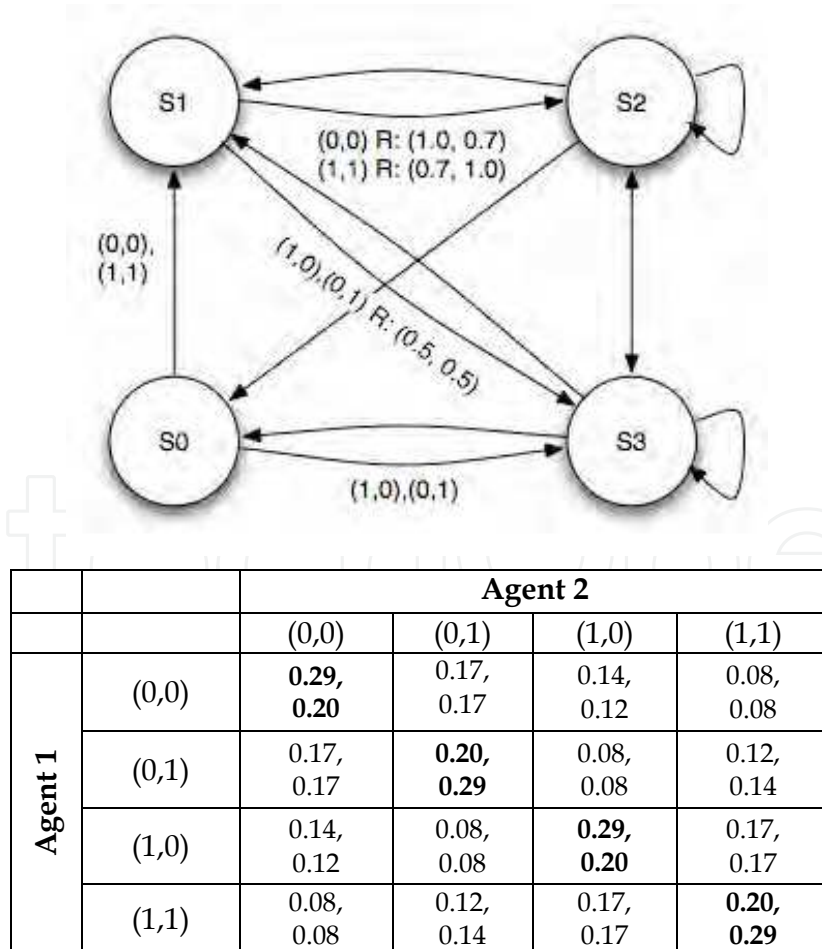 S1
S2
(0,0) R: (1.0, 0.7)
(1,1) R: (0.7, 1.0)
(0,0),
(1,1)
(1,0),(0,1) R: (0.5, 0.5)
S0
S3
(1,0),(0,1)
Agent 2
(0,0) (0,1) (1,0) (1,1)
Agent 1
(0,0) 0.29, 0.17, 0.14, 0.08,
0.20 0.17 0.12 0.08
(0,1) 0.17, 0.20, 0.08, 0.12,
0.17 0.29 0.08 0.14
(1,0) 0.14, 0.08, 0.29, 0.17,
0.12 0.08 0.20 0.17
(1,1) 0.08, 0.12, 0.17, 0.20,
0.08 0.14 0.17 0.29